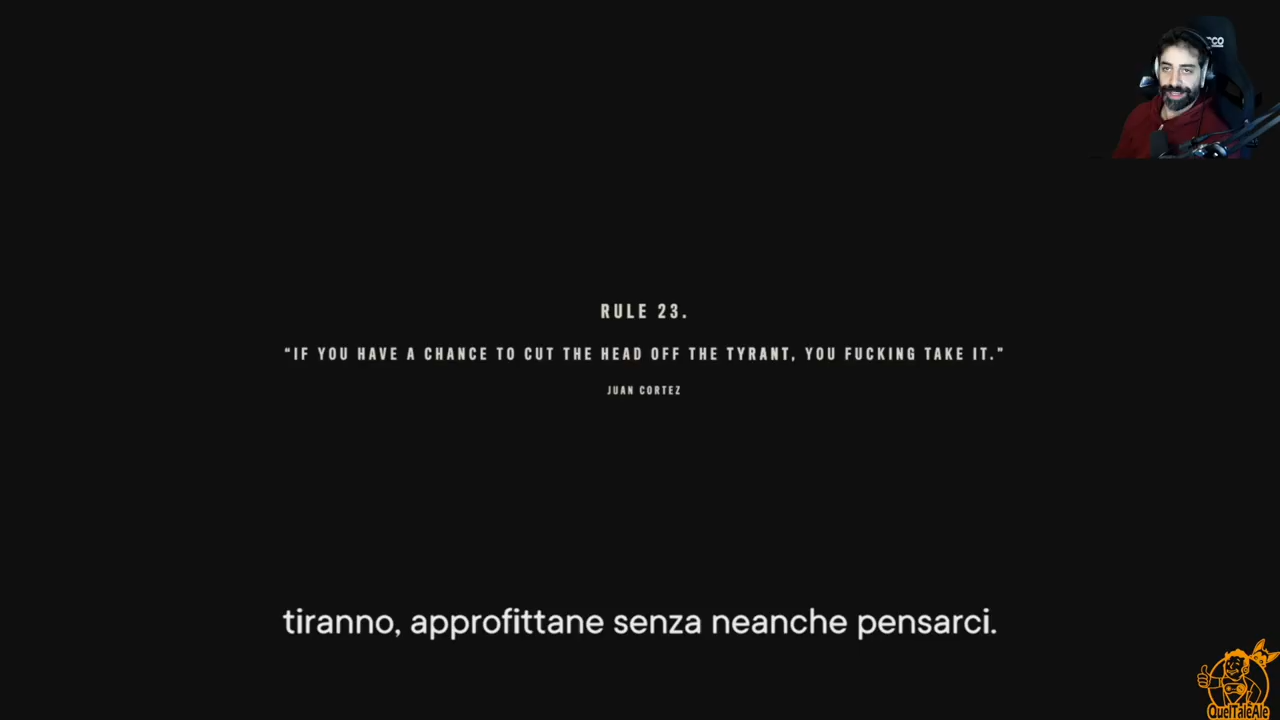 RULE 23.
“IF YOU HAVE A CHANCE TO CUT THE HEAD OFF THE TYRANT, YOU FUCKING TAKE IT.”
JUAN CORTEZ
tiranno, approfittane senza neanche pensarci.
QuelTaleAle